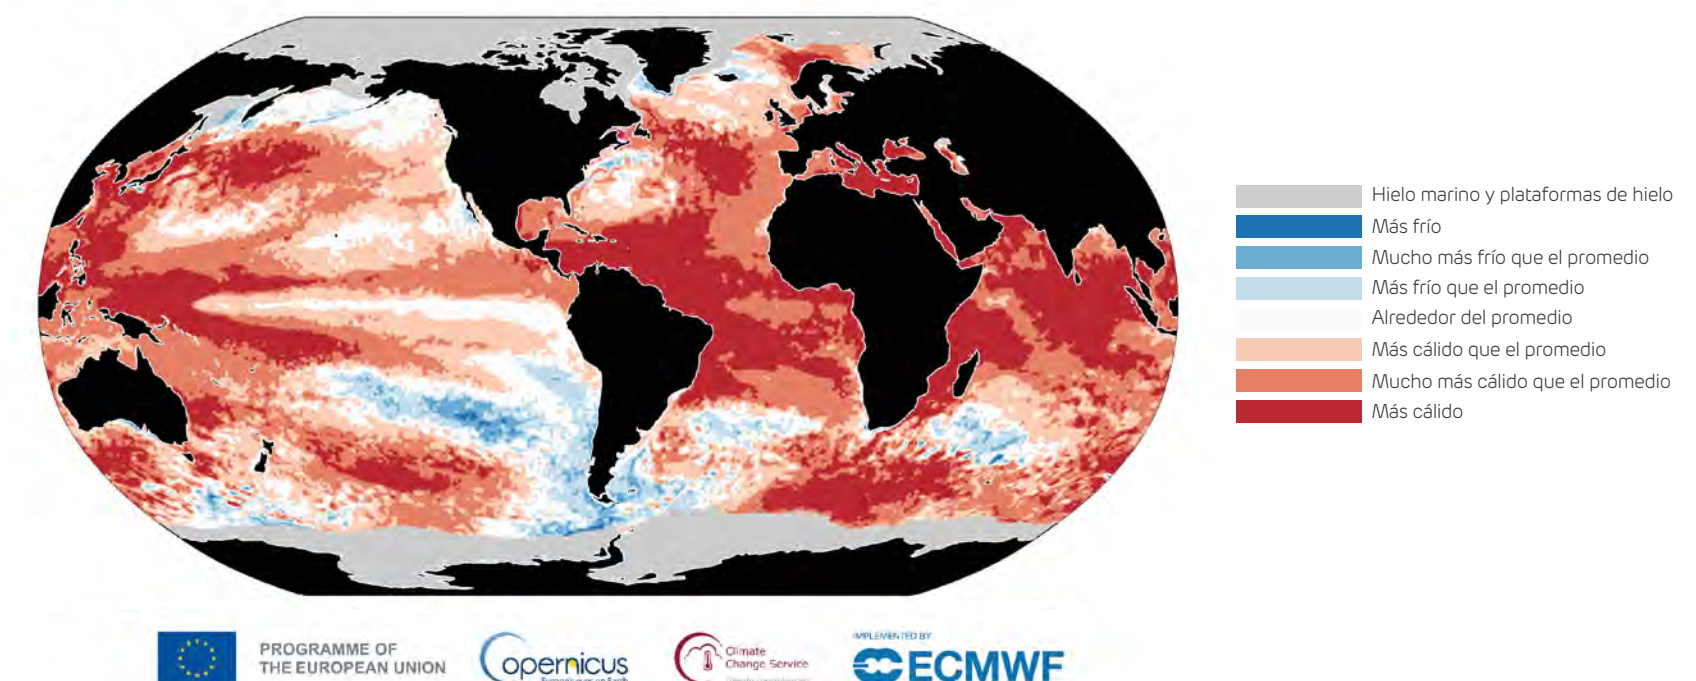 Hielo marino y plataformas de hielo
Más frío
Mucho más frío que el promedio
Más frío que el promedio
Alrededor del promedio
Más cálido que el promedio
Mucho más cálido que el promedio
Más cálido
PROGRAMME OF
THE EUROPEAN UNION
opernicus
Climate
Change Service
IMPLEMENTED BY
ECMWF